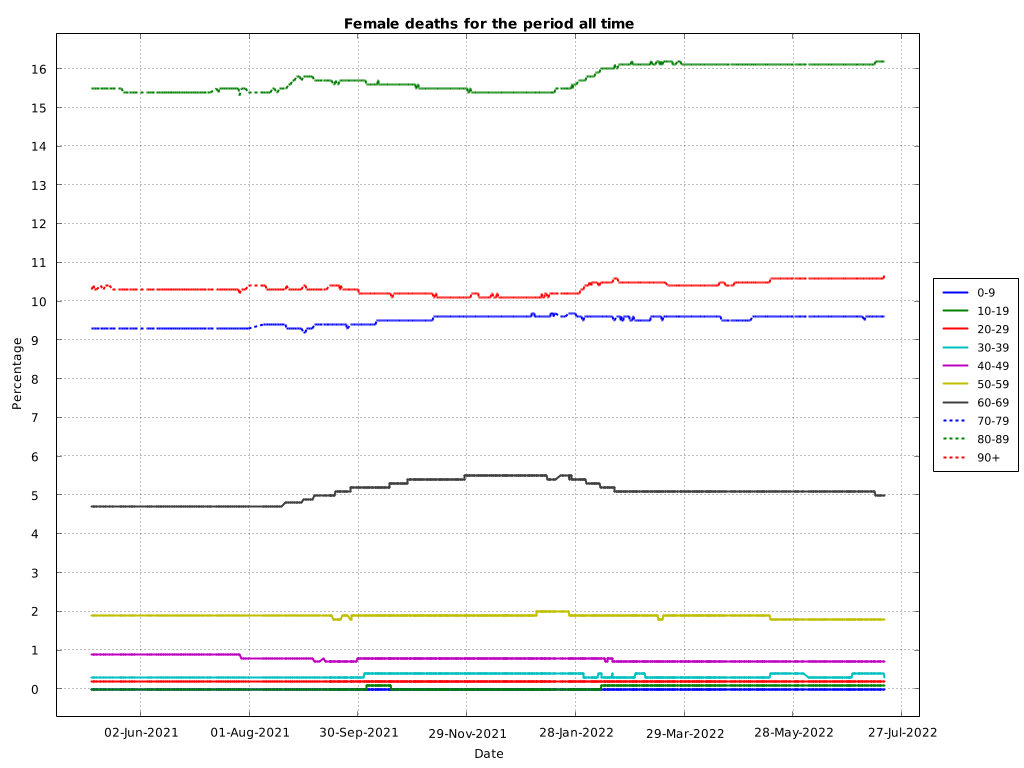 Female deaths for the period all time
Percentage
16
15
14
13
12
11
10
9
8
7
6
5
4
3
2
1
0
02-Jun-2021
01-Aug-2021
30-Sep-2021
29-Nov-2021
28-Jan-2022
29-Mar-2022
28-May-2022
27-Jul-2022
Date
0-9
10-19
20-29
30-39
40-49
50-59
60-69
70-79
80-89
90+